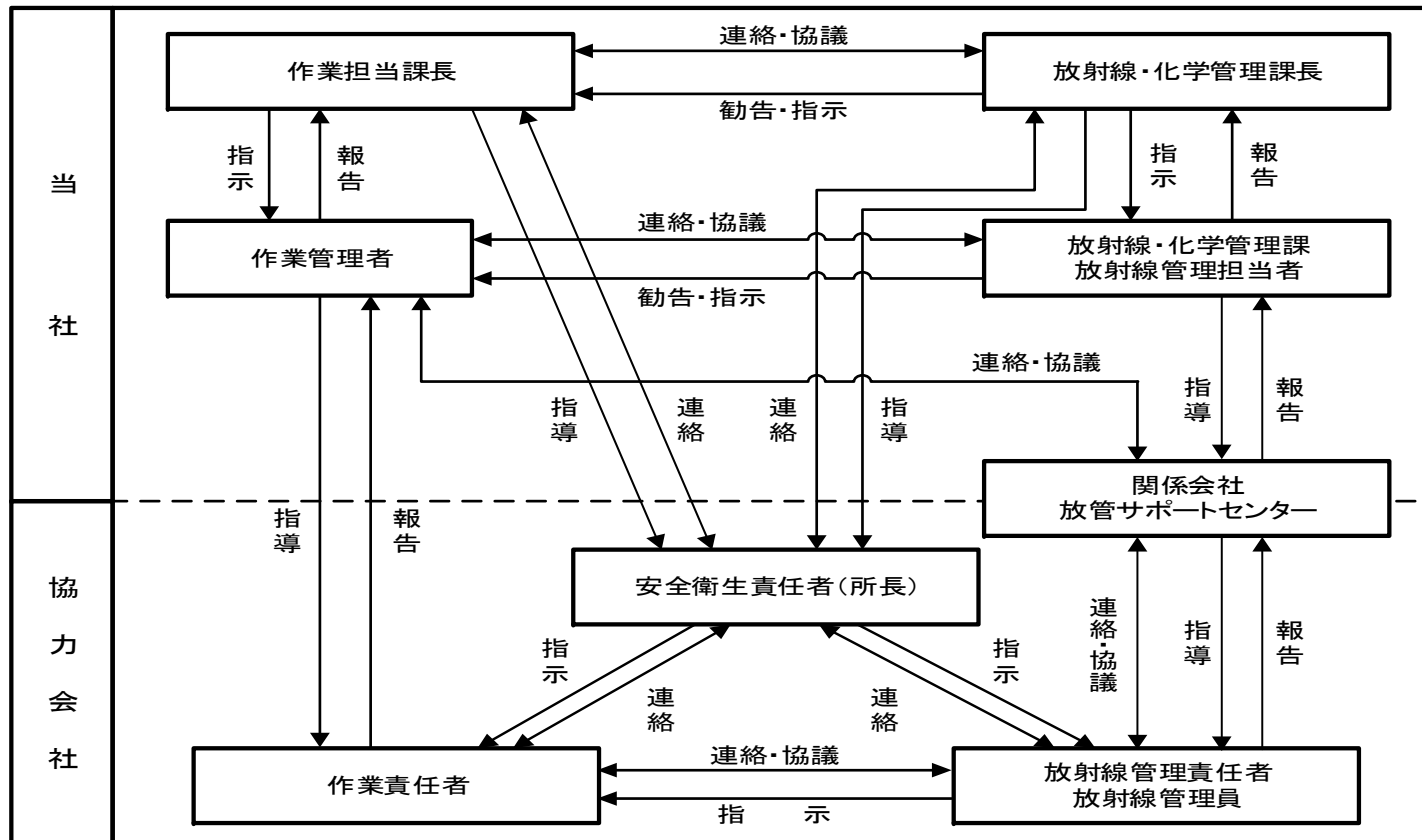 当社
協力会社
作業担当課長
連絡・協議
放射線・化学管理課長
勧告・指示
指示
報告
指示
報告
作業管理者
連絡・協議
放射線・化学管理課
放射線管理担当者
勧告・指示
連絡・協議
指導
連絡
連絡
指導
指導
報告
関係会社
放管サポートセンター
指導
報告
安全衛生責任者(所長)
連絡・協議
指導
報告
指示
連絡
連絡
指示
作業責任者
連絡・協議
指 示
放射線管理責任者
放射線管理員